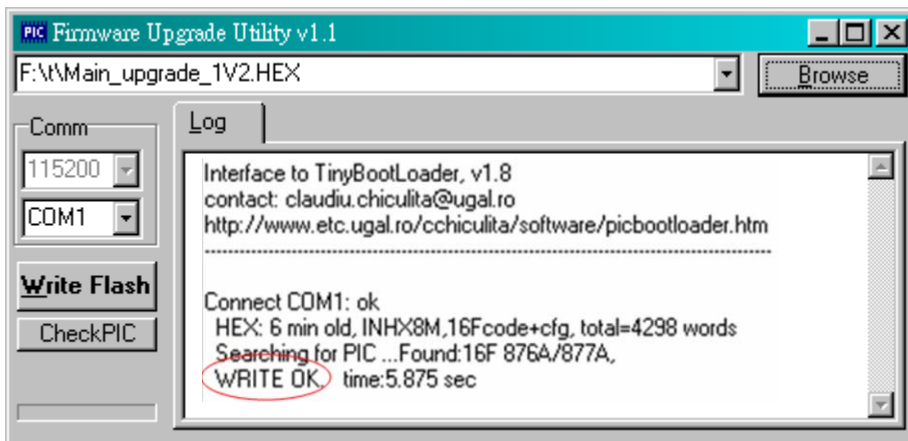 PIC Firmware Upgrade Utility v1.1
F:\t\Main_upgrade_1V2.HEX
Browse
Comm
Log
115200
COM1
Write Flash
CheckPIC
Interface to TinyBootLoader, v1.8
contact: claudiu.chiculita@ugal.ro
http://www.etc.ugal.ro/cchiculita/software/picbootloader.htm
Connect COM1: ok
HEX: 6 min old, INHX8M,16Fcode+cfg, total=4298 words
Searching for PIC ...Found:16F 876A/877A,
WRITE OK, time:5.875 sec